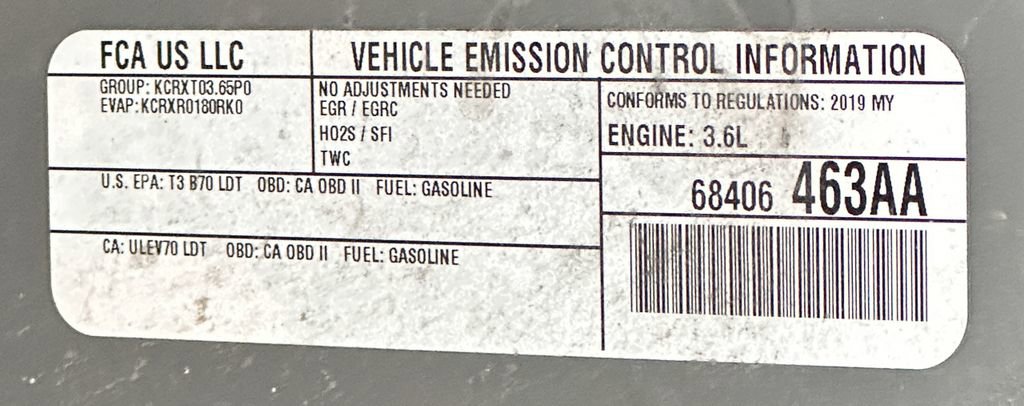 FCA US LLC
VEHICLE EMISSION CONTROL INFORMATION
GROUP: KCRXT03.65P0
EVAP: KCRXR0180RK0
NO ADJUSTMENTS NEEDED
EGR / EGRC
HO2S / SFI
TWC
CONFORMS TO REGULATIONS: 2019 MY
ENGINE: 3.6L
68406 463AA
U.S. EPA: T3 B70 LDT OBD: CA OBD II FUEL: GASOLINE
CA: ULEV70 LDT OBD: CA OBD II FUEL: GASOLINE